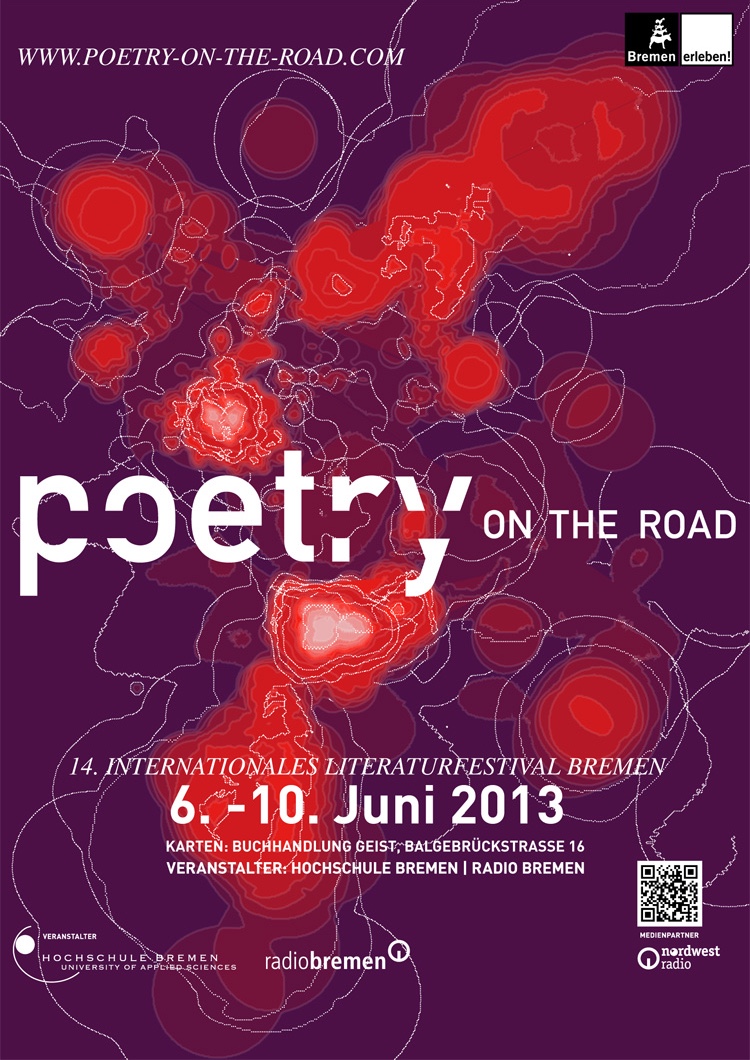 WWW.POETRY-ON-THE-ROAD.COM
Bremen erleben!
poetry ON THE ROAD
14. INTERNATIONALES LITERATURFESTIVAL BREMEN
6. -10. Juni 2013
KARTEN: BUCHHANDLUNG GEIST, BALGEBRÜCKSTRASSE 16
VERANSTALTER: HOCHSCHULE BREMEN | RADIO BREMEN
VERANSTALTER
HOCHSCHULE BREMEN
UNIVERSITY OF APPLIED SCIENCES
radiobremen
MEDIENPARTNER
nordwest
radio